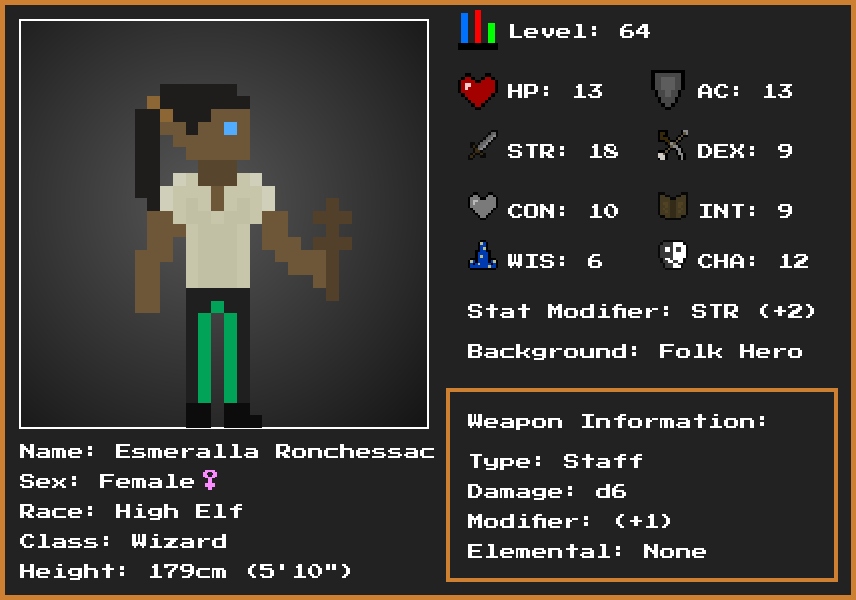 Level: 64
HP: 13
AC: 13
STR: 18
DEX: 9
CON: 10
INT: 9
WIS: 6
CHA: 12
Stat Modifier: STR (+2)
Background: Folk Hero
Weapon Information:
Type: Staff
Damage: d6
Modifier: (+1)
Elemental: None
Name: Esmeralla Ronchessac
Sex: Female♀
Race: High Elf
Class: Wizard
Height: 179cm (5'10")